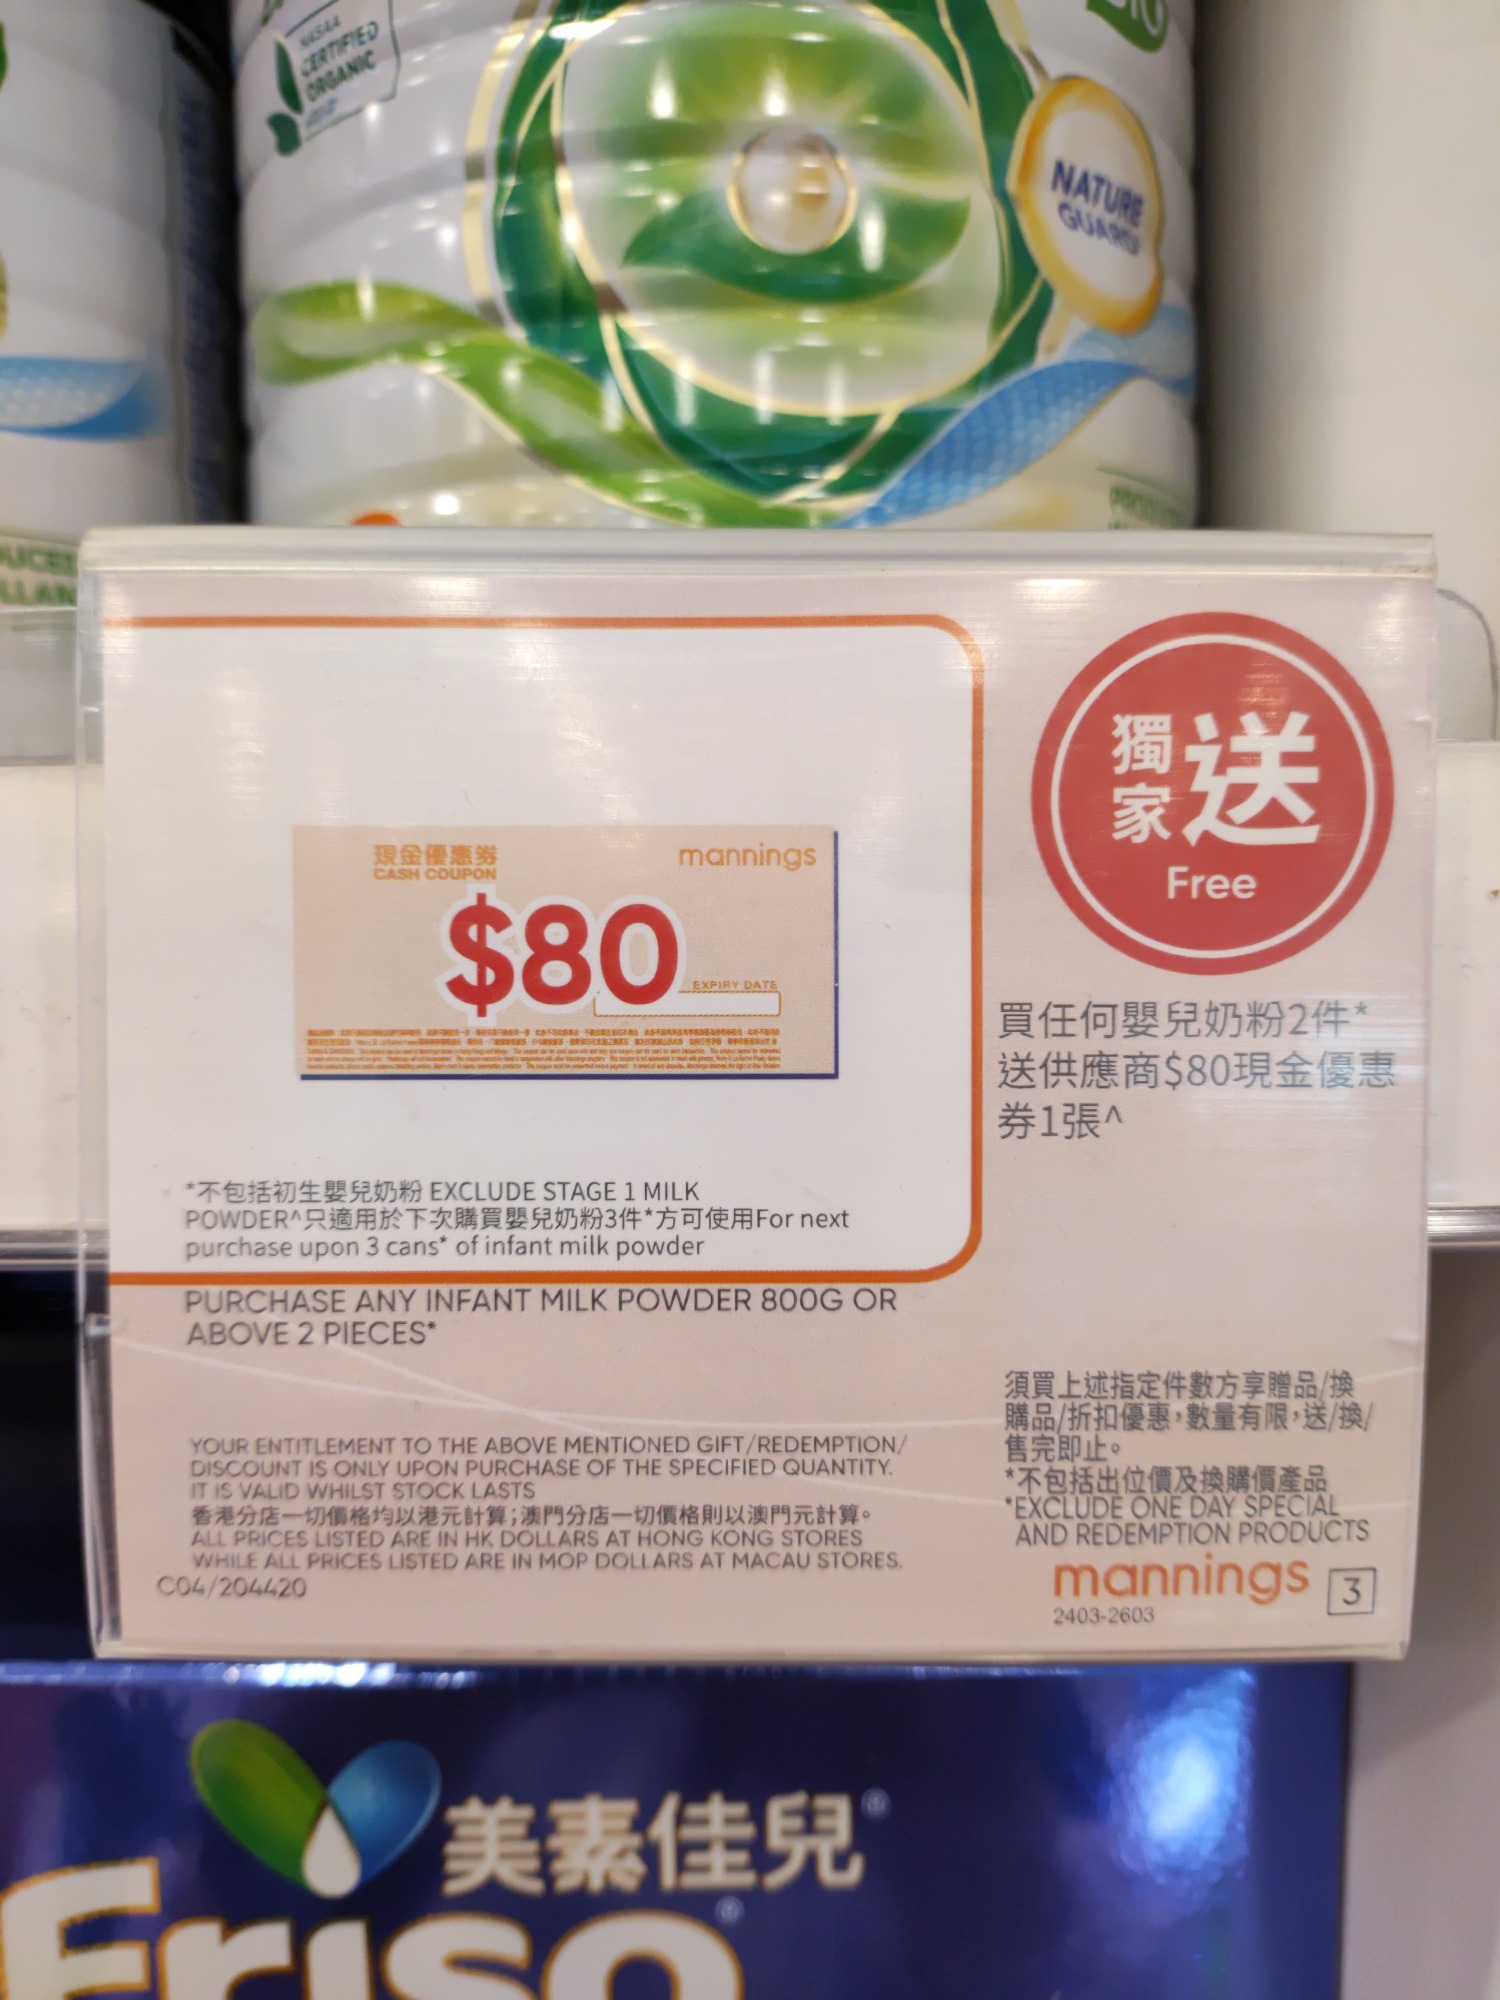 NASAA
CERTIFIED
ORGANIC
NATURE
GUARD
獨家 送
Free
現金優惠券
CASH COUPON
mannings
$80
EXPIRY DATE
買任何嬰兒奶粉2件*
送供應商$80現金優惠
券1張^
*不包括初生嬰兒奶粉 EXCLUDE STAGE 1 MILK
POWDER^只適用於下次購買嬰兒奶粉3件*方可使用For next
purchase upon 3 cans* of infant milk powder
PURCHASE ANY INFANT MILK POWDER 800G OR
ABOVE 2 PIECES*
YOUR ENTITLEMENT TO THE ABOVE MENTIONED GIFT/REDEMPTION/
DISCOUNT IS ONLY UPON PURCHASE OF THE SPECIFIED QUANTITY.
IT IS VALID WHILST STOCK LASTS
香港分店一切價格均以港元計算;澳門分店一切價格則以澳門元計算。
ALL PRICES LISTED ARE IN HK DOLLARS AT HONG KONG STORES
WHILE ALL PRICES LISTED ARE IN MOP DOLLARS AT MACAU STORES.
C04/204420
須買上述指定件數方享贈品/換
購品/折扣優惠,數量有限,送/換/
售完即止。
*不包括出位價及換購價產品
*EXCLUDE ONE DAY SPECIAL
AND REDEMPTION PRODUCTS
mannings 3
2403-2603
美素佳兒®
Friso®